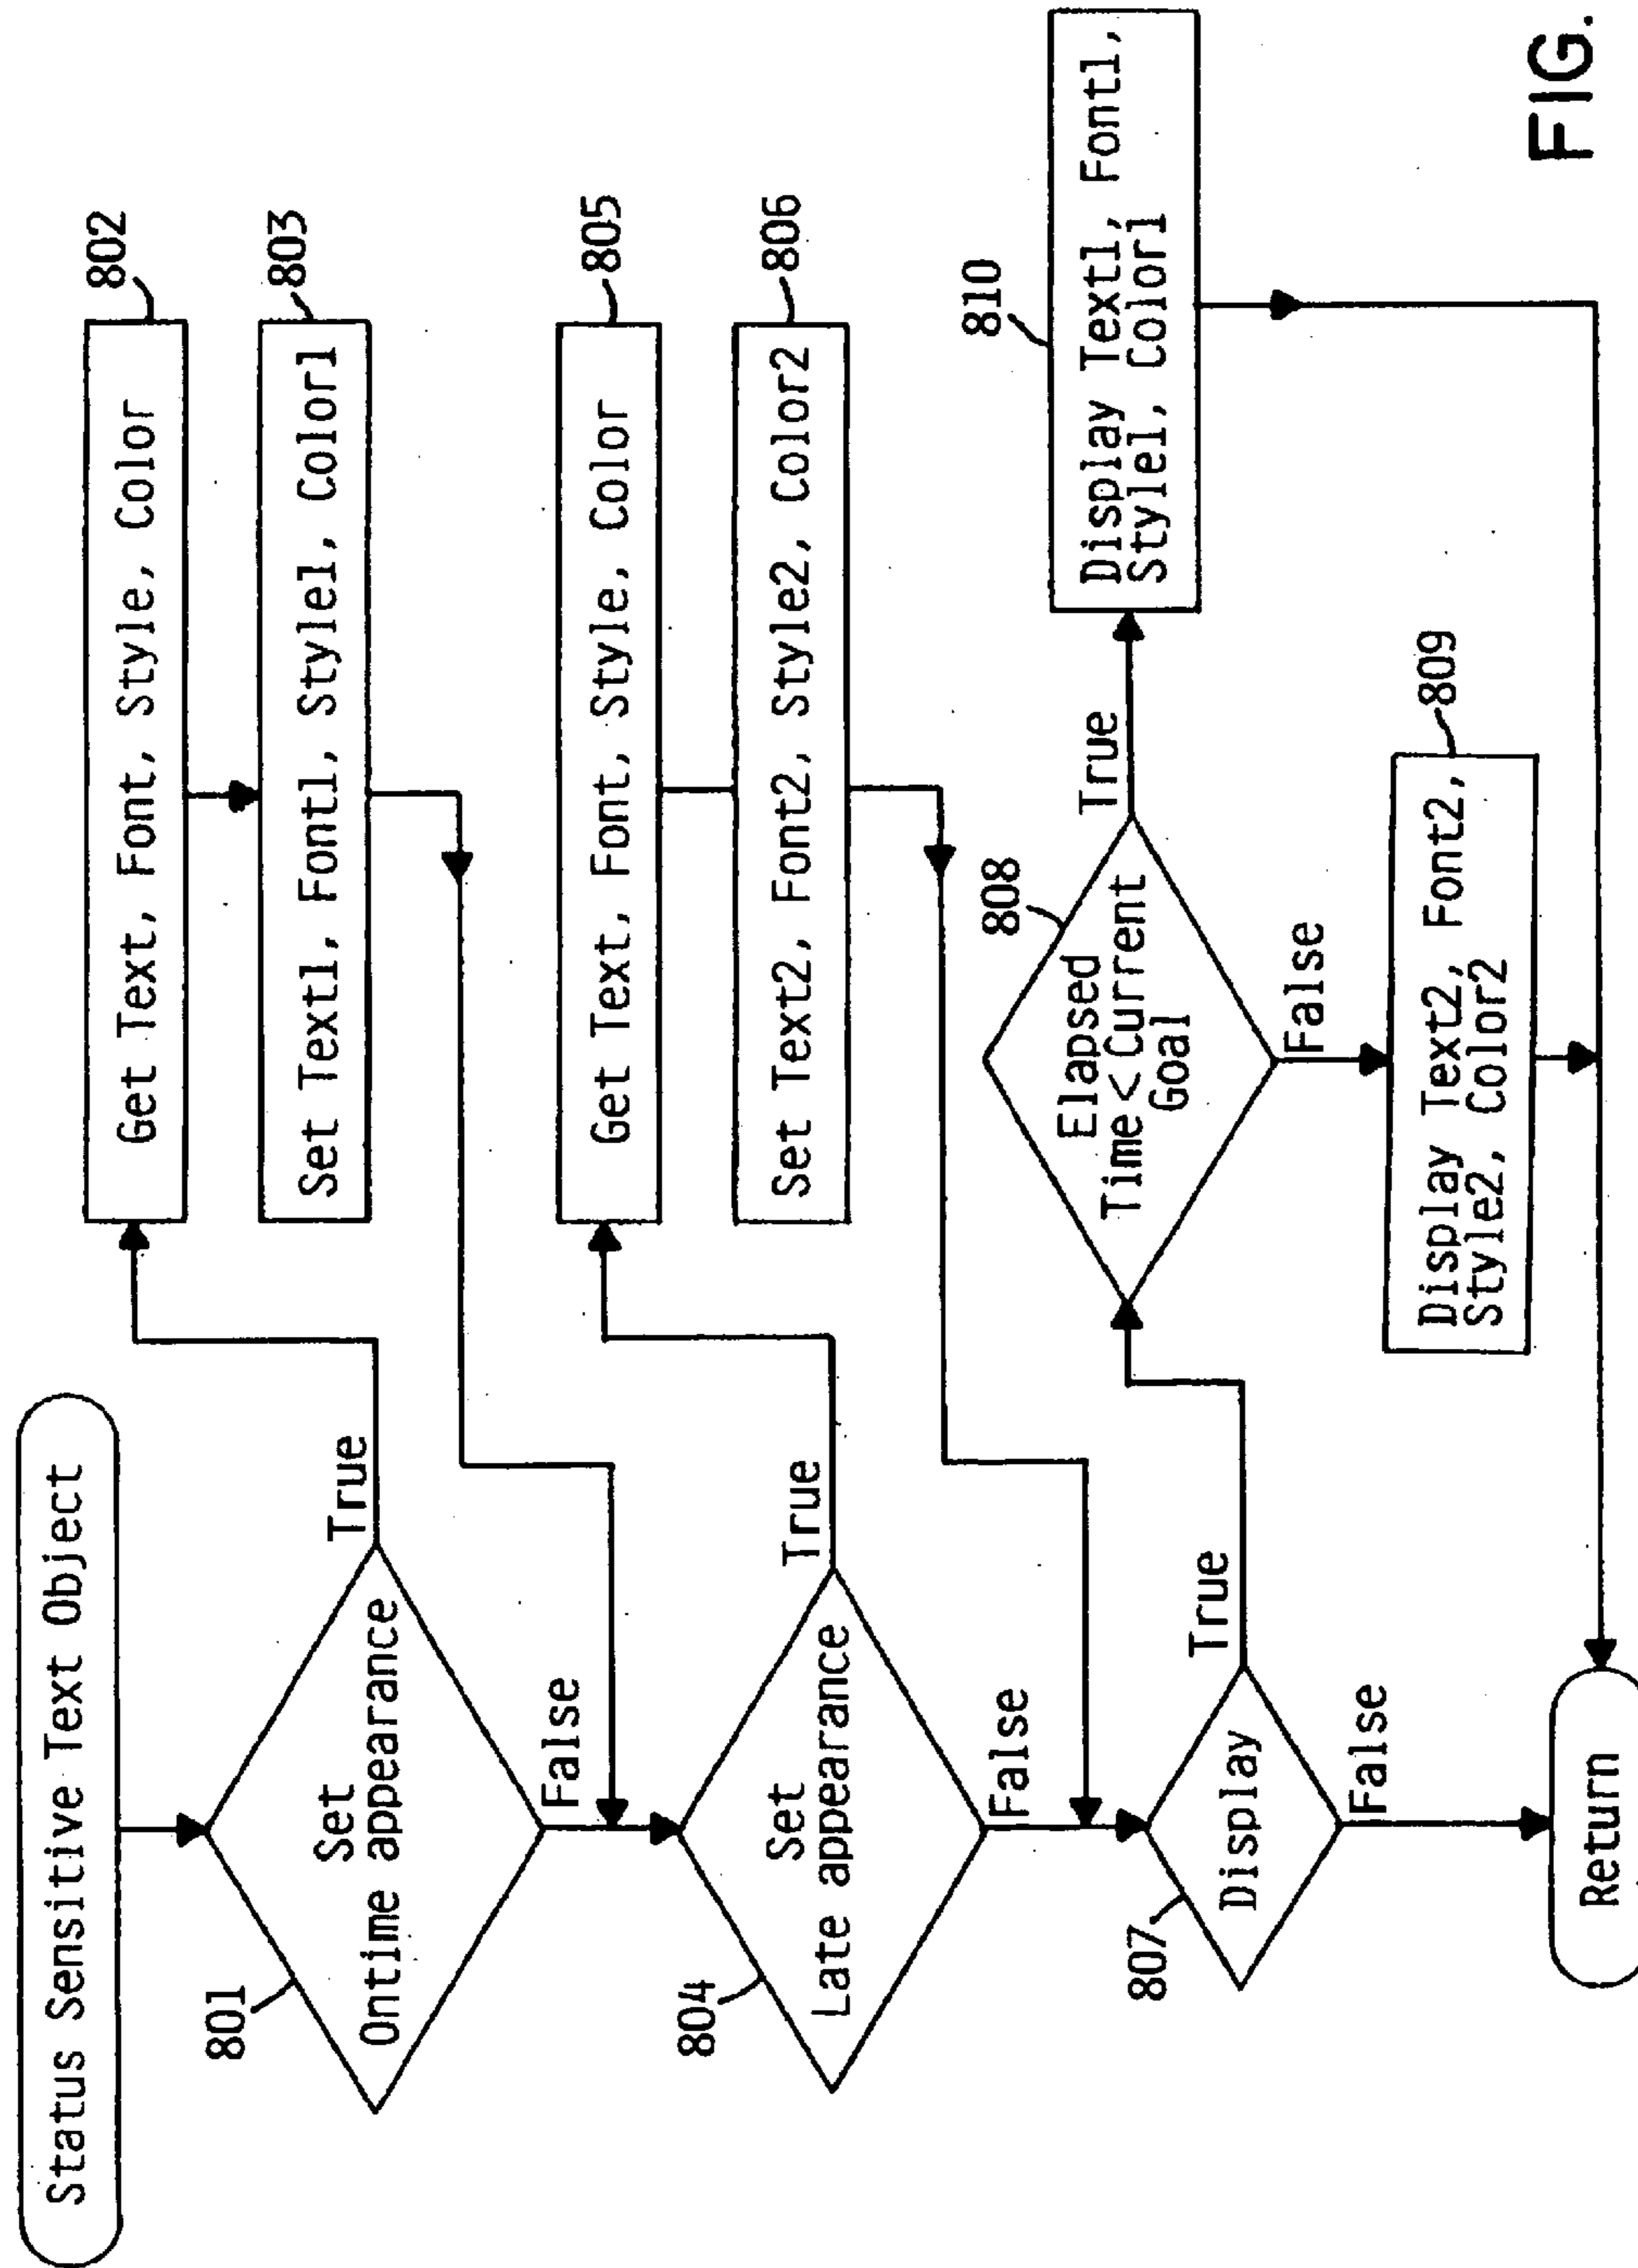 Status Sensitive Text Object
801
Set
Ontime appearance
True
False
802
Get Text, Font, Style, Color
803
Set Text1, Font1, Style1, Color1
804
Set
Late appearance
True
False
805
Get Text, Font, Style, Color
806
Set Text2, Font2, Style2, Color2
807
Display
True
False
808
Elapsed
Time<Current
Goal
True
False
810
Display Text1, Font1,
Style1, Color1
809
Display Text2, Font2,
Style2, Color2
Return
FIG.